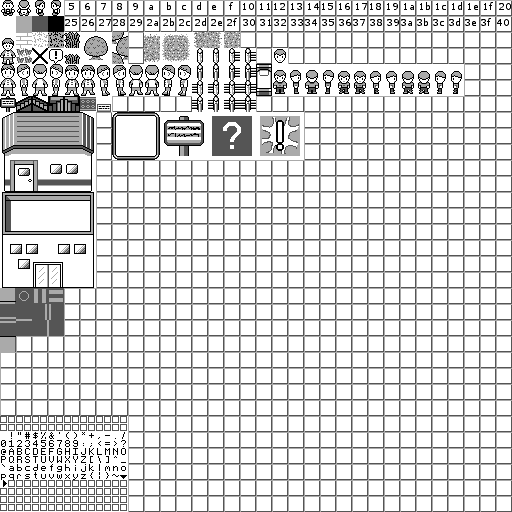 5 6 7 8 9 a b c d e f 10 11 12 13 14 15 16 17 18 19 1a 1b 1c 1d 1e 1f 20
25 26 27 28 29 2a 2b 2c 2d 2e 2f 30 31 32 33 34 35 36 37 38 39 3a 3b 3c 3d 3e 3f 40
!
? !
!"#$%&'()*+,-./
0123456789:;<=>?
@ABCDEFGHIJKLMNO
PQRSTUVWXYZ[\]^_
`abcdefghijklmno
pqrstuvwxyz{|}~